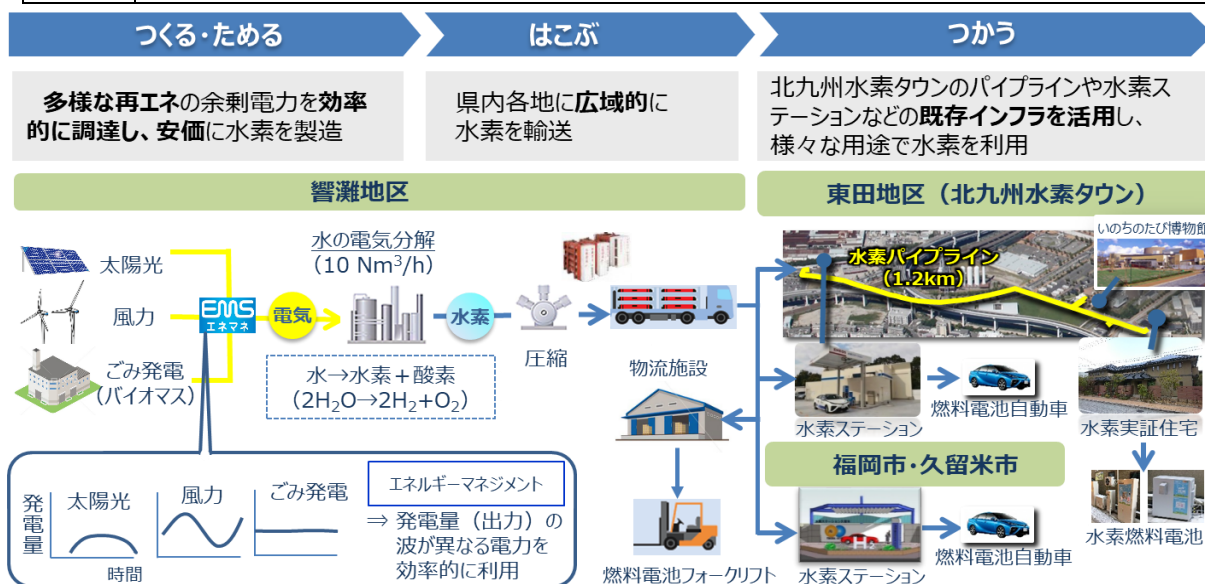 つくる・ためる
はこぶ
つかう
多様な再エネの余剰電力を効率
的に調達し、安価に水素を製造
県内各地に広域的に
水素を輸送
北九州水素タウンのパイプラインや水素ス
テーションなどの既存インフラを活用し、
様々な用途で水素を利用
響灘地区
東田地区（北九州水素タウン）
太陽光
風力
ごみ発電
(バイオマス)
EMS
エネマネ
電気
水の電気分解
（10 Nm³/h）
水→水素＋酸素
（2H₂O→2H₂+O₂）
水素
圧縮
物流施設
燃料電池フォークリフト
水素パイプライン
（1.2km）
いのちのたび博物館
水素ステーション
燃料電池自動車
水素実証住宅
水素燃料電池
福岡市・久留米市
水素ステーション
燃料電池自動車
発電量
太陽光
風力
ごみ発電
時間
エネルギーマネジメント
⇒ 発電量（出力）の
波が異なる電力を
効率的に利用